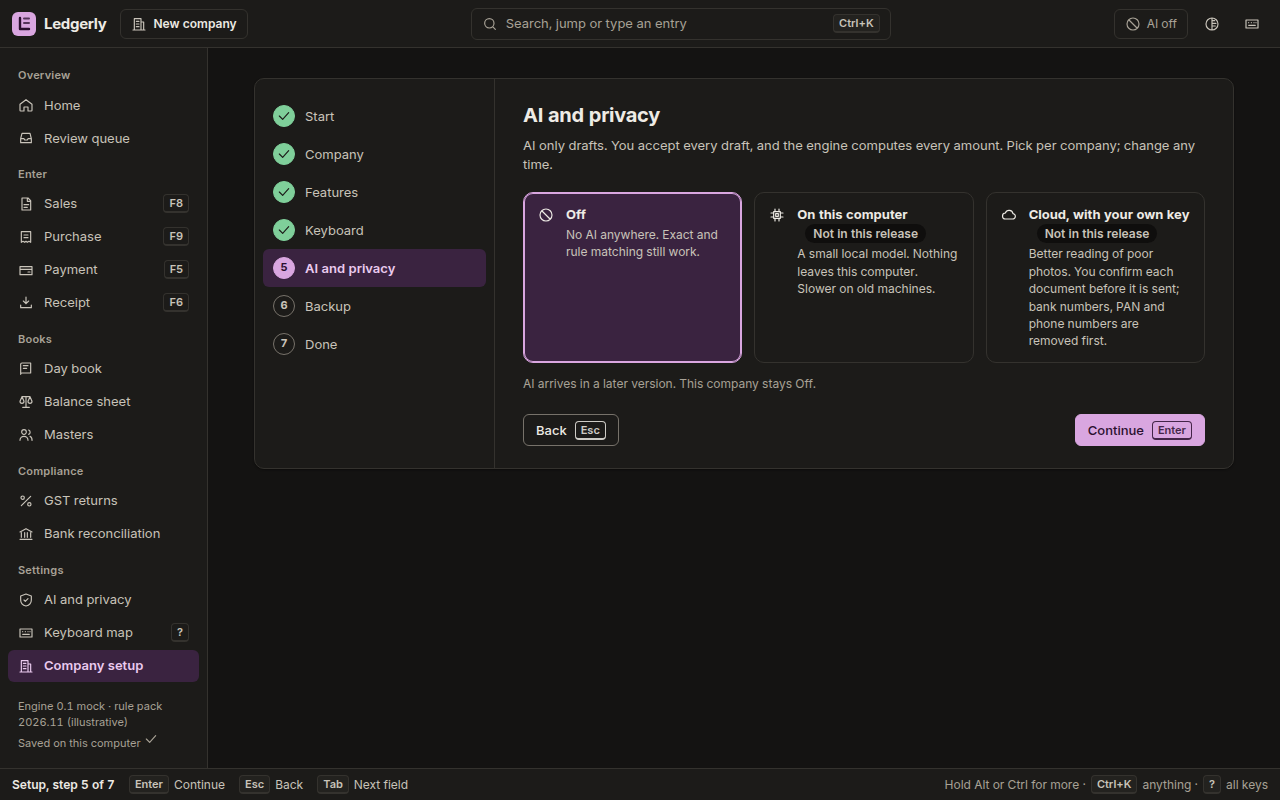 Ledgerly
New company
Search, jump or type an entry
Ctrl+K
AI off
Overview
Home
Review queue
Enter
Sales F8
Purchase F9
Payment F5
Receipt F6
Books
Day book
Balance sheet
Masters
Compliance
GST returns
Bank reconciliation
Settings
AI and privacy
Keyboard map ?
Company setup
Engine 0.1 mock · rule pack
2026.11 (illustrative)
Saved on this computer
Start
Company
Features
Keyboard
5 AI and privacy
6 Backup
7 Done
AI and privacy
AI only drafts. You accept every draft, and the engine computes every amount. Pick per company; change any
time.
Off
No AI anywhere. Exact and
rule matching still work.
On this computer
Not in this release
A small local model. Nothing
leaves this computer.
Slower on old machines.
Cloud, with your own key
Not in this release
Better reading of poor
photos. You confirm each
document before it is sent;
bank numbers, PAN and
phone numbers are
removed first.
AI arrives in a later version. This company stays Off.
Back Esc
Continue Enter
Setup, step 5 of 7 Enter Continue Esc Back Tab Next field
Hold Alt or Ctrl for more · Ctrl+K anything · ? all keys